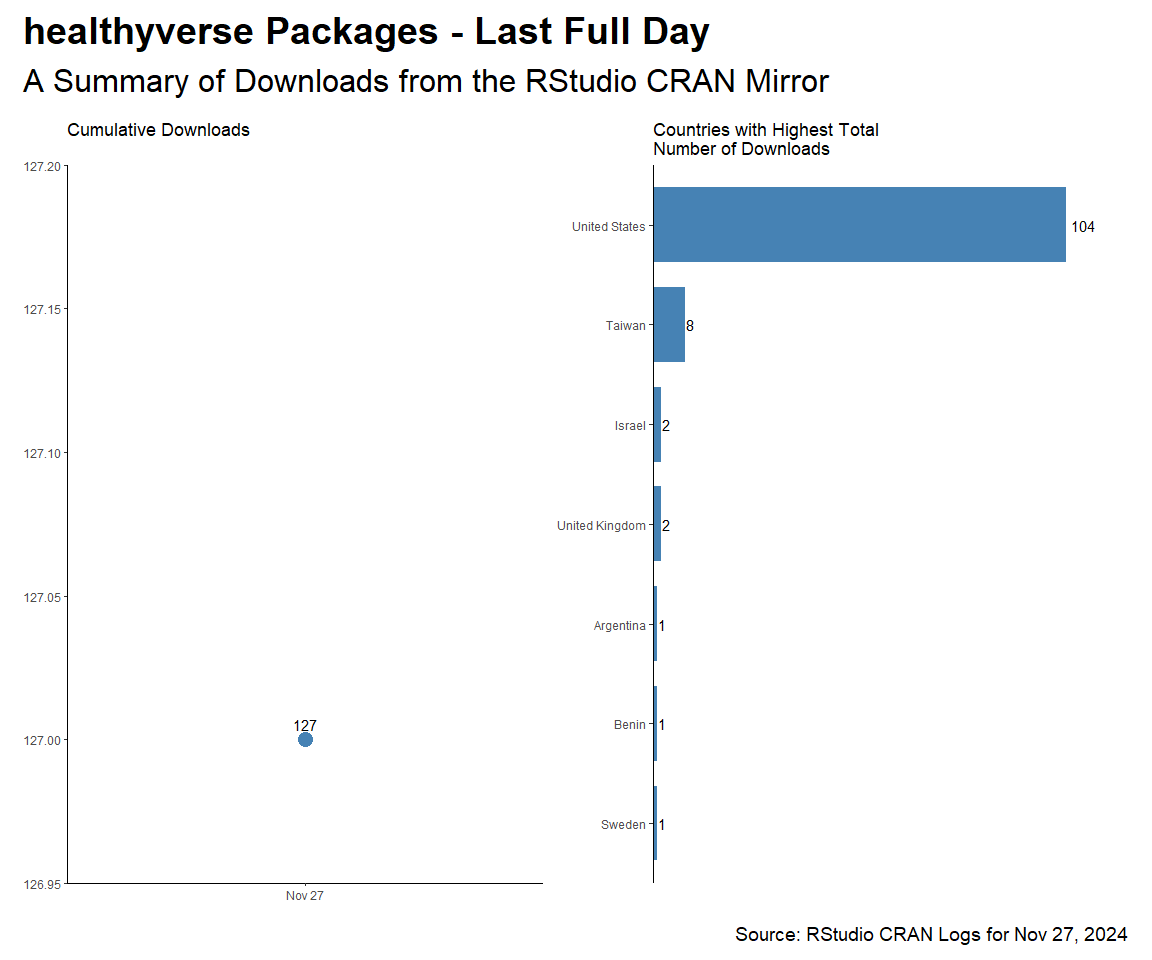 healthyverse Packages - Last Full Day
A Summary of Downloads from the RStudio CRAN Mirror
Cumulative Downloads
127.20
127.15
127.10
127.05
127.00
126.95
127
Nov 27
Countries with Highest Total
Number of Downloads
United States 104
Taiwan 8
Israel 2
United Kingdom 2
Argentina 1
Benin 1
Sweden 1
Source: RStudio CRAN Logs for Nov 27, 2024